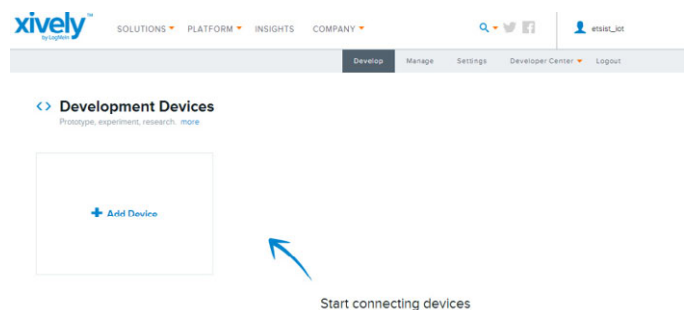 xively™
by LogMeIn
SOLUTIONS PLATFORM INSIGHTS COMPANY
etsist_iot
Develop Manage Settings Developer Center Logout
<> Development Devices
Prototype, experiment, research. more
+ Add Device
Start connecting devices